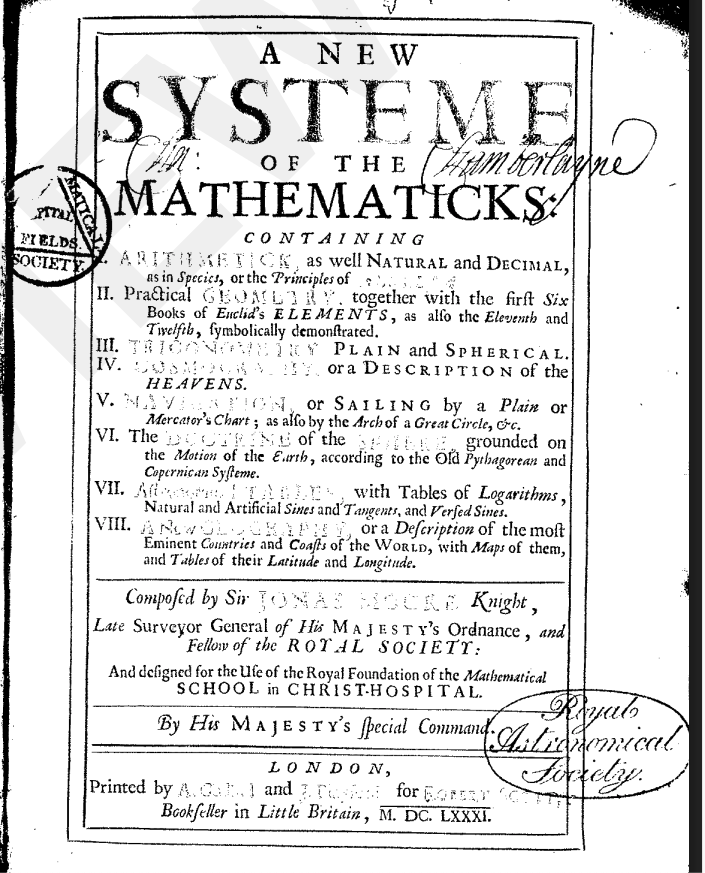 A NEW
SYSTEME
OF THE
Chamberlayne
MATHEMATICKS:
MATICAL
PITAL
FIELDS
SOCIETY.
CONTAINING
I. ARITHMETICK, as well NATURAL and DECIMAL,
as in Species, or the Principles of
II. Practical GEOMETRY, together with the first Six
Books of Euclid's ELEMENTS, as also the Eleventh and
Twelfth, symbolically demonstrated.
III. TRIGONOMETRY PLAIN and SPHERICAL.
IV. COSMOGRAPHY, or a DESCRIPTION of the
HEAVENS.
V. NAVIGATION, or SAILING by a Plain or
Mercator's Chart; as also by the Arch of a Great Circle, &c.
VI. The DOCTRINE of the SPHERE, grounded on
the Motion of the Earth, according to the Old Pythagorean and
Copernican Systeme.
VII. TABLES, with Tables of Logarithms,
Natural and Artificial Sines and Tangents, and Versed Sines.
VIII. A New GEOGRAPHY, or a Description of the most
Eminent Countries and Coasts of the WORLD, with Maps of them,
and Tables of their Latitude and Longitude.
Composed by Sir JONAS MOORE Knight,
Late Surveyor General of His MAJESTY's Ordnance, and
Fellow of the ROYAL SOCIETY:
And designed for the Use of the Royal Foundation of the Mathematical
SCHOOL in CHRIST-HOSPITAL.
By His MAJESTY's special Command.
Royal
Astronomical
Society.
LONDON,
Printed by and for ROBERT SCOTT,
Bookseller in Little Britain, M. DC. LXXXI.